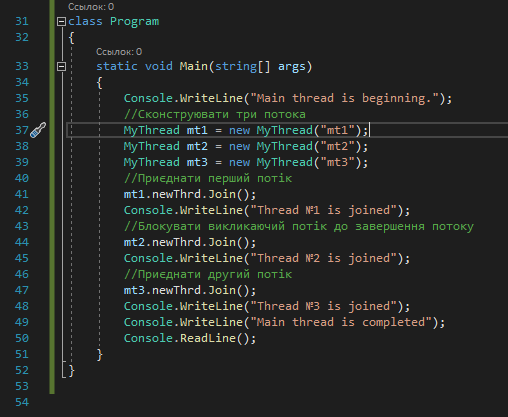 Ссылок: 0
31 class Program
32 {
Ссылок: 0
33 static void Main(string[] args)
34 {
35 Console.WriteLine("Main thread is beginning.");
36 //Сконструювати три потока
37 MyThread mt1 = new MyThread("mt1");
38 MyThread mt2 = new MyThread("mt2");
39 MyThread mt3 = new MyThread("mt3");
40 //Приєднати перший потік
41 mt1.newThrd.Join();
42 Console.WriteLine("Thread №1 is joined");
43 //Блокувати викликаючий потік до завершення потоку
44 mt2.newThrd.Join();
45 Console.WriteLine("Thread №2 is joined");
46 //Приєднати другий потік
47 mt3.newThrd.Join();
48 Console.WriteLine("Thread №3 is joined");
49 Console.WriteLine("Main thread is completed");
50 Console.ReadLine();
51 }
52 }
53
54